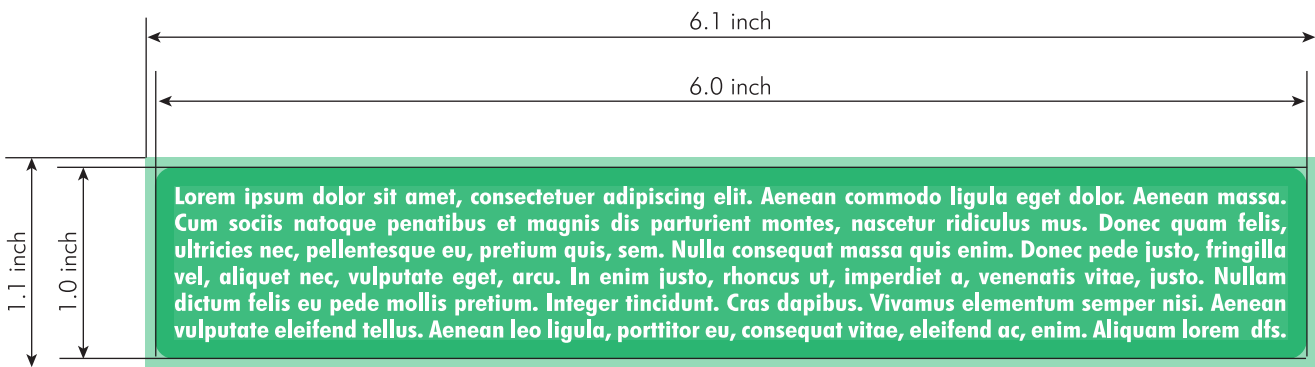 6.1 inch
6.0 inch
1.1 inch
1.0 inch
Lorem ipsum dolor sit amet, consectetuer adipiscing elit. Aenean commodo ligula eget dolor. Aenean massa.
Cum sociis natoque penatibus et magnis dis parturient montes, nascetur ridiculus mus. Donec quam felis,
ultricies nec, pellentesque eu, pretium quis, sem. Nulla consequat massa quis enim. Donec pede justo, fringilla
vel, aliquet nec, vulputate eget, arcu. In enim justo, rhoncus ut, imperdiet a, venenatis vitae, justo. Nullam
dictum felis eu pede mollis pretium. Integer tincidunt. Cras dapibus. Vivamus elementum semper nisi. Aenean
vulputate eleifend tellus. Aenean leo ligula, porttitor eu, consequat vitae, eleifend ac, enim. Aliquam lorem dfs.